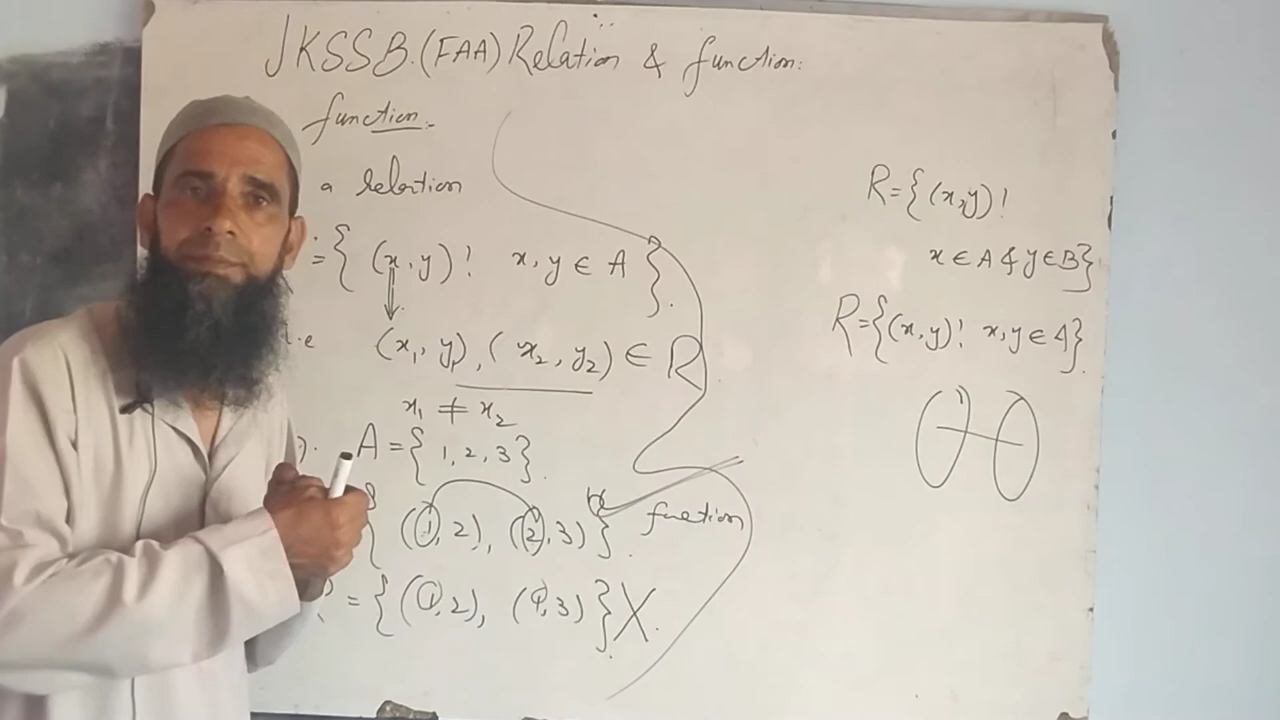 JKSSB.(FAA) Relation & function:
function:-
a relation
:={ (x,y)! x,y ∈ A }.
i.e (x₁, y₁), (x₂, y₂) ∈ R
x₁ ≠ x₂
A={1,2,3}.
{(1,2), (2,3)}. function
={(1,2), (1,3)}X.
R={(x,y)!
x∈A & y∈B}
R={(x,y)! x,y∈A}.